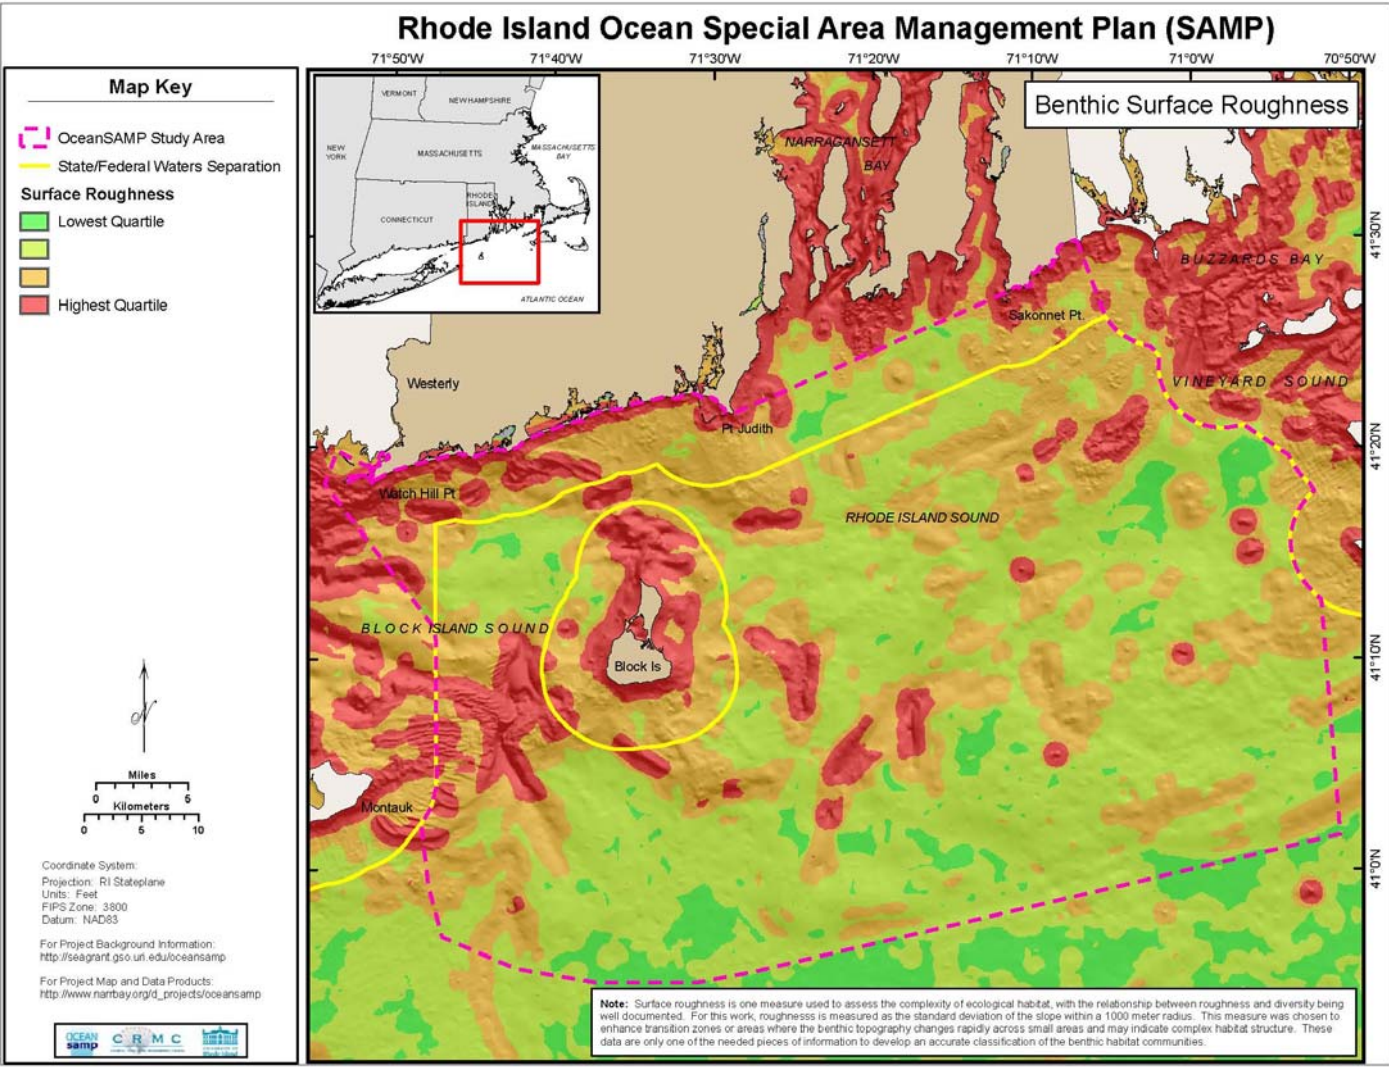 Rhode Island Ocean Special Area Management Plan (SAMP)
71°50'W 71°40'W 71°30'W 71°20'W 71°10'W 71°0'W 70°50'W
Map Key
OceanSAMP Study Area
State/Federal Waters Separation
Surface Roughness
Lowest Quartile
Highest Quartile
Miles
0 5
Kilometers
0 5 10
Coordinate System:
Projection: RI Stateplane
Units: Feet
FIPS Zone: 3800
Datum: NAD83
For Project Background Information:
http://seagrant.gso.uri.edu/oceansamp
For Project Map and Data Products:
http://www.narrbay.org/d_projects/oceansamp
OCEAN
samp
C R M C
VERMONT
NEW HAMPSHIRE
NEW
YORK
MASSACHUSETTS
MASSACHUSETTS
BAY
RHODE
ISLAND
CONNECTICUT
ATLANTIC OCEAN
Benthic Surface Roughness
NARRAGANSETT
BAY
41°30'N
BUZZARDS BAY
Sakonnet Pt.
Westerly
VINEYARD SOUND
Pt Judith
41°20'N
Watch Hill Pt
RHODE ISLAND SOUND
BLOCK ISLAND SOUND
Block Is
41°10'N
Montauk
41°0'N
Note: Surface roughness is one measure used to assess the complexity of ecological habitat, with the relationship between roughness and diversity being
well documented. For this work, roughnesss is measured as the standard deviation of the slope within a 1000 meter radius. This measure was chosen to
enhance transition zones or areas where the benthic topography changes rapidly across small areas and may indicate complex habitat structure. These
data are only one of the needed pieces of information to develop an accurate classification of the benthic habitat communities.